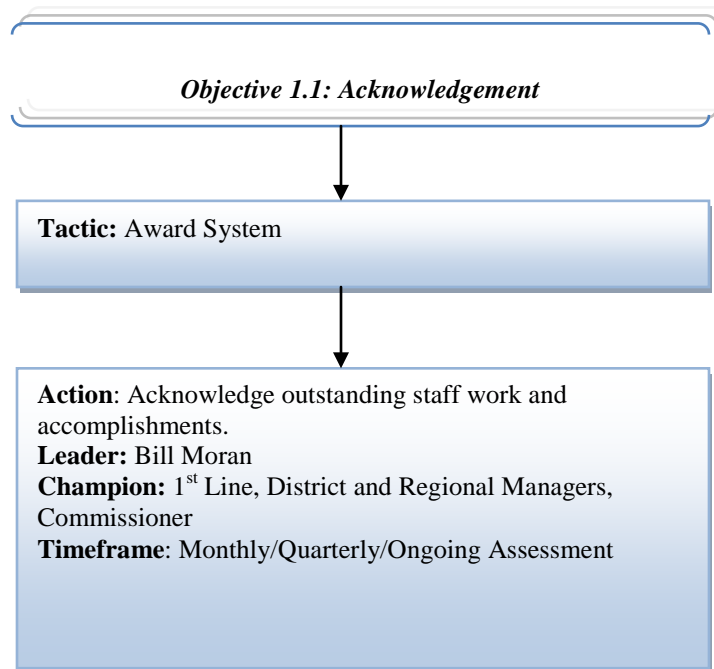 Objective 1.1: Acknowledgement
Tactic: Award System
Action: Acknowledge outstanding staff work and
accomplishments.
Leader: Bill Moran
Champion: 1st Line, District and Regional Managers,
Commissioner
Timeframe: Monthly/Quarterly/Ongoing Assessment